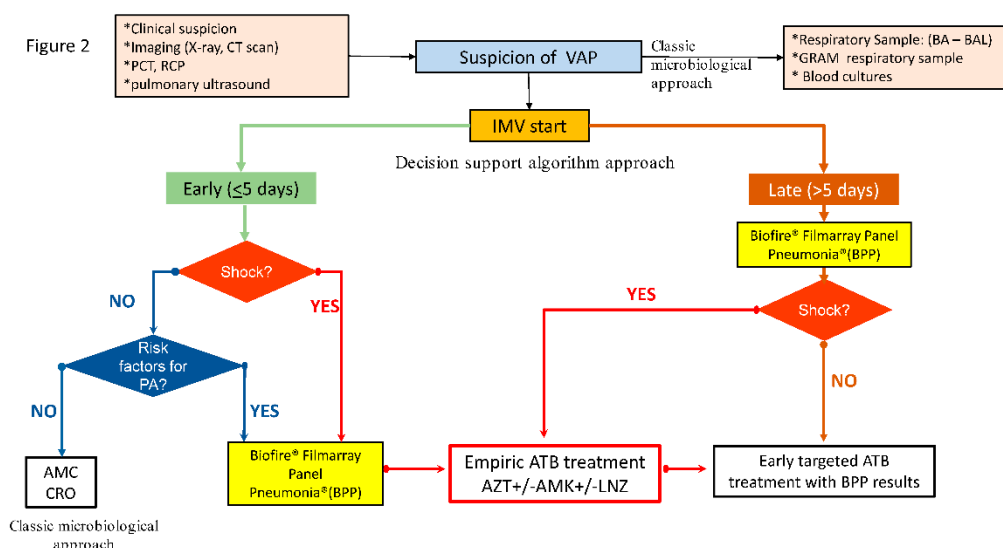 Figure 2
*Clinical suspicion
*Imaging (X-ray, CT scan)
*PCT, RCP
*pulmonary ultrasound
Suspicion of VAP
Classic
microbiological
approach
*Respiratory Sample: (BA – BAL)
*GRAM respiratory sample
* Blood cultures
IMV start
Decision support algorithm approach
Early (≤5 days)
Late (>5 days)
Biofire® Filmarray Panel
Pneumonia®(BPP)
Shock?
Shock?
NO
YES
YES
Risk
factors for
PA?
NO
NO
YES
AMC
CRO
Biofire® Filmarray
Panel
Pneumonia®(BPP)
Empiric ATB treatment
AZT+/-AMK+/-LNZ
Early targeted ATB
treatment with BPP results
Classic microbiological
approach